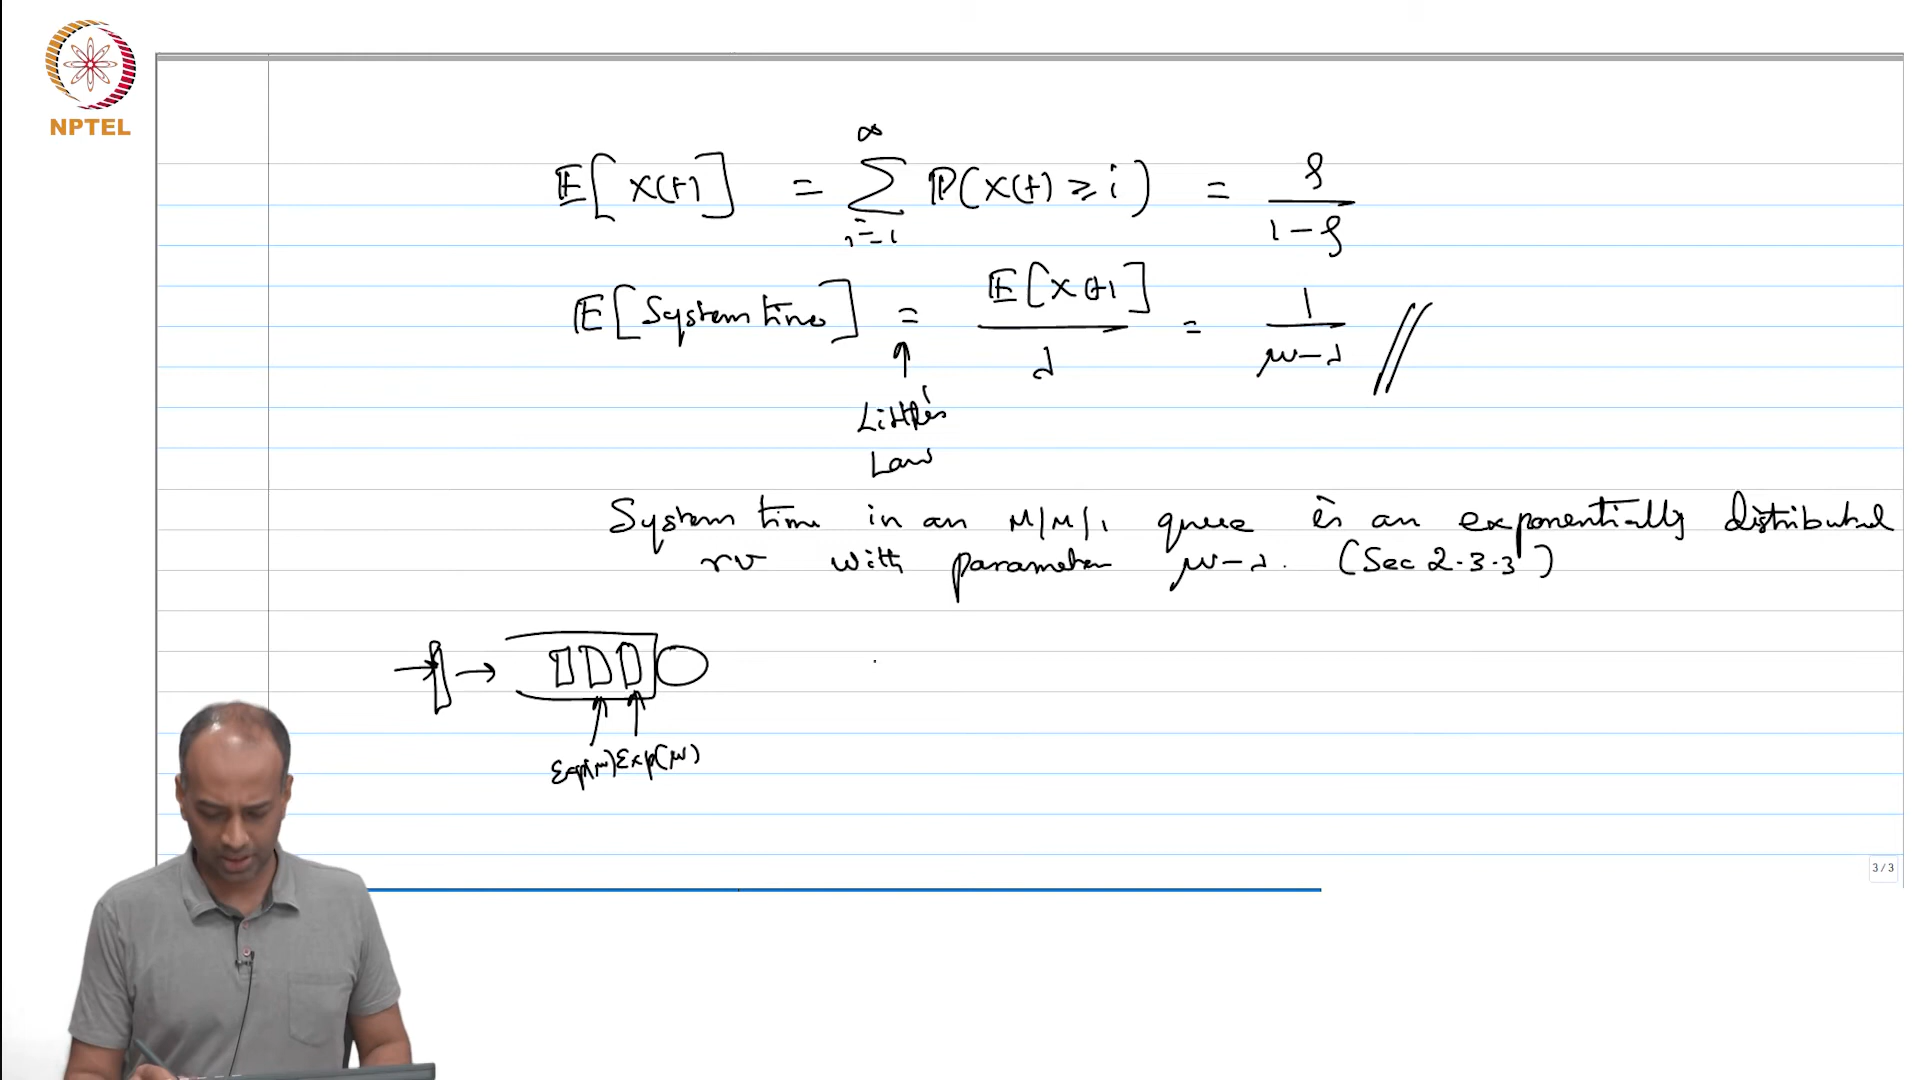 NPTEL
E[X(t)] = ∞ Σ i=1 P(X(t) ≥ i) = ρ / 1-ρ
E[System time] = E[X(t)] / λ = 1 / μ-λ //
↑
Little's
Law
System time in an M/M/1 queue is an exponentially distributed
rv with parameter μ-λ. (Sec 2.3.3)
Exp(μ) Exp(μ)
3 / 3